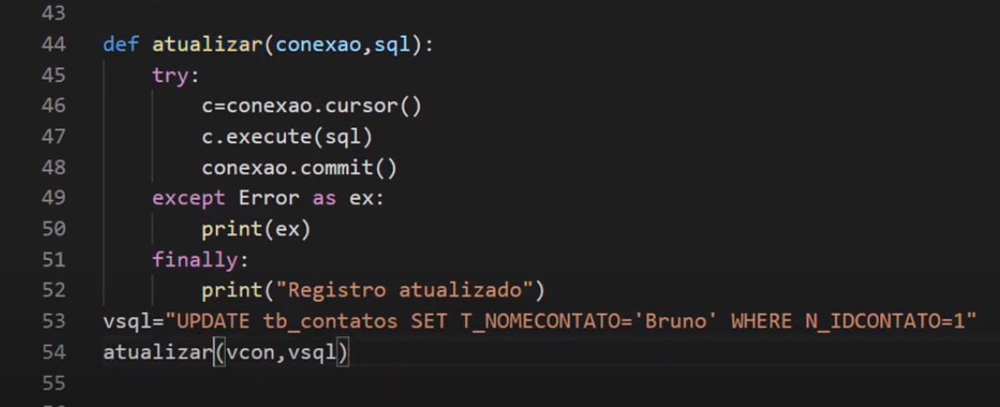 43
44 def atualizar(conexao,sql):
45     try:
46         c=conexao.cursor()
47         c.execute(sql)
48         conexao.commit()
49     except Error as ex:
50         print(ex)
51     finally:
52         print("Registro atualizado")
53 vsql="UPDATE tb_contatos SET T_NOMECONTATO='Bruno' WHERE N_IDCONTATO=1"
54 atualizar(vcon,vsql)
55